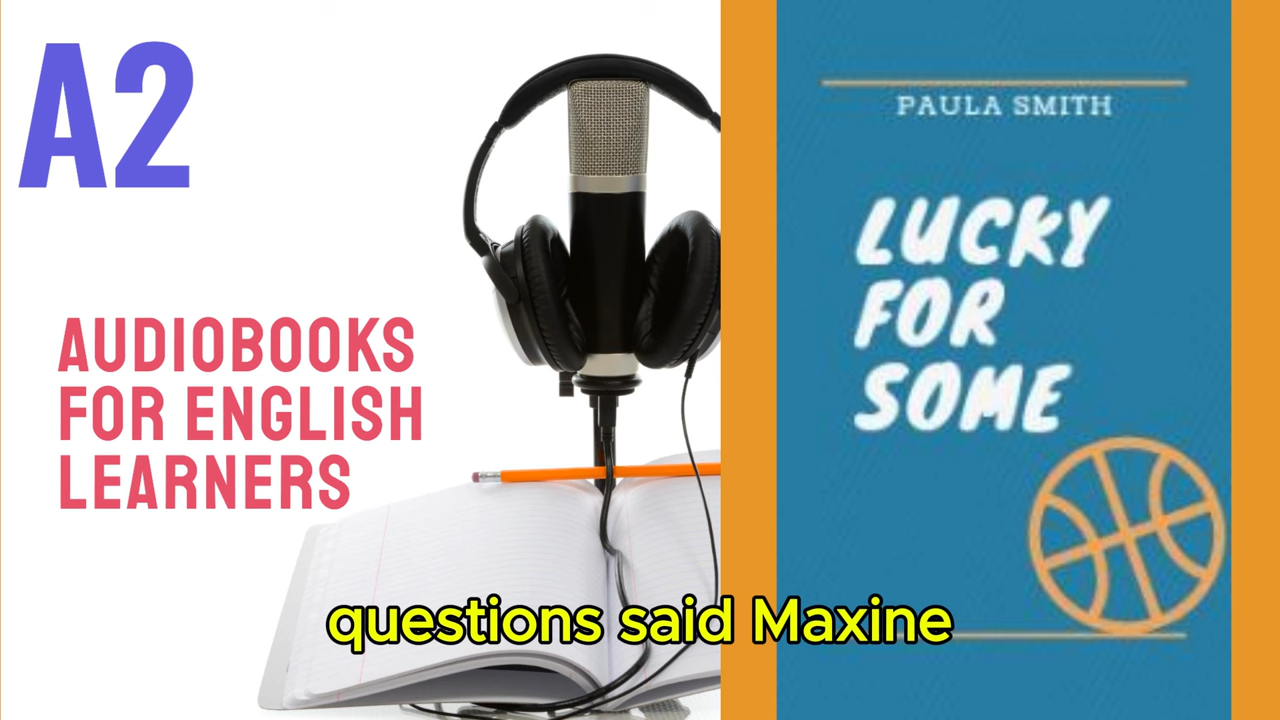 A2
AUDIOBOOKS
FOR ENGLISH
LEARNERS
PAULA SMITH
LUCKY
FOR
SOME
questions said Maxine